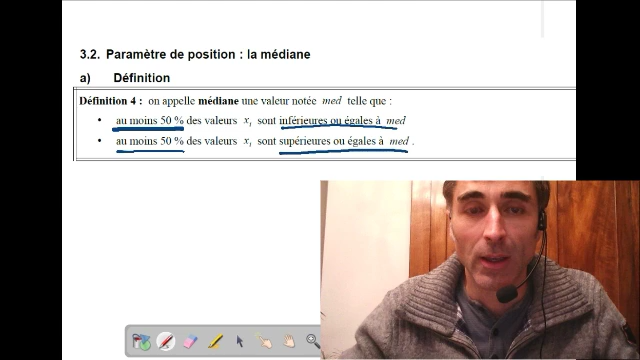 3.2. Paramètre de position : la médiane
a) Définition
Définition 4 : on appelle médiane une valeur notée med telle que :
• au moins 50 % des valeurs xi sont inférieures ou égales à med
• au moins 50 % des valeurs xi sont supérieures ou égales à med .